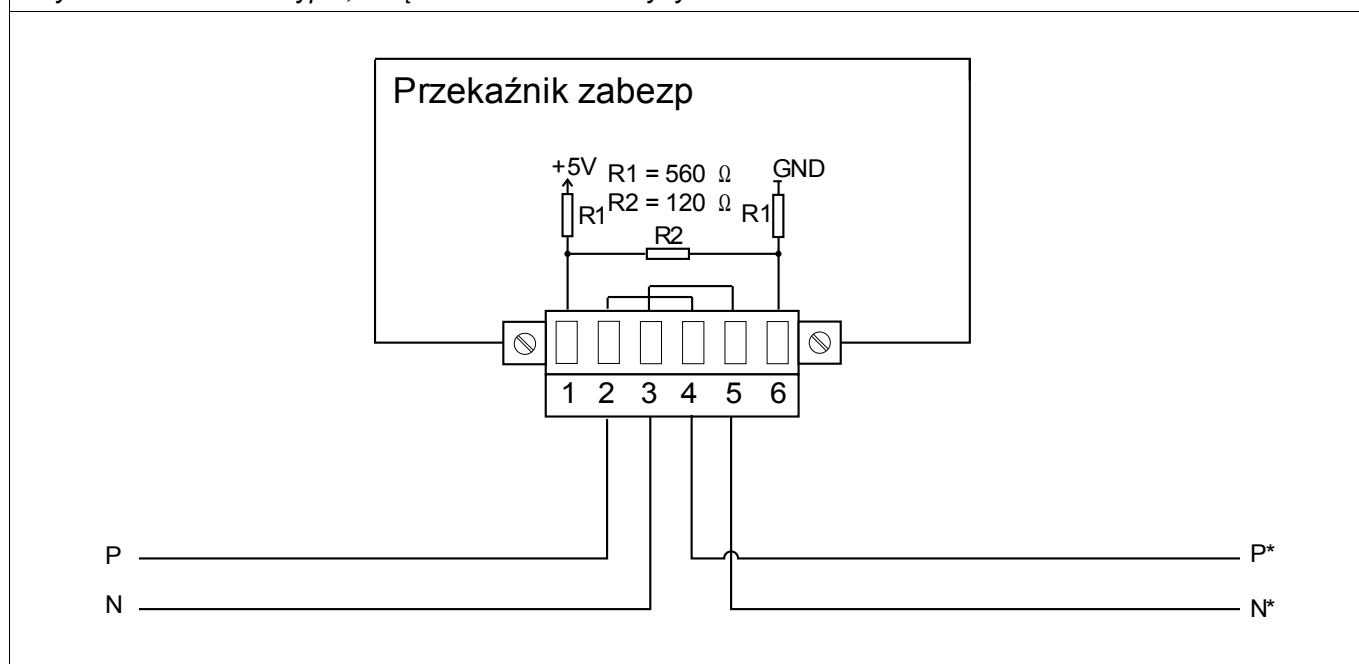 Przekaźnik zabezp
+5V R1 = 560 Ω GND
R1 R2 = 120 Ω R1
R2
1 2 3 4 5 6
P P*
N N*